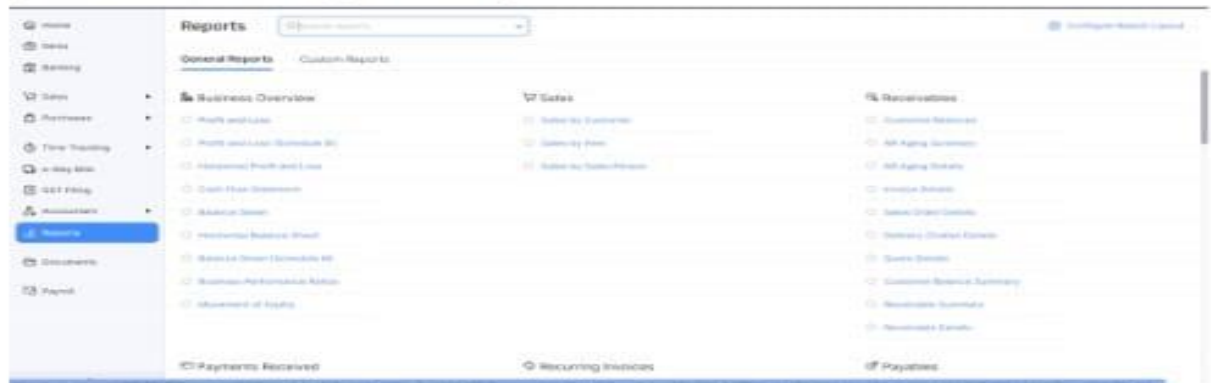 Home
Items
Banking
Sales
Purchases
Time Tracking
e-Way Bills
GST Filing
Accountant
Reports
Documents
Payroll
Reports
Search reports
Configure Report Layout
General Reports
Custom Reports
Business Overview
Profit and Loss
Profit and Loss (Schedule III)
Horizontal Profit and Loss
Cash Flow Statement
Balance Sheet
Horizontal Balance Sheet
Balance Sheet (Schedule III)
Business Performance Ratios
Movement of Equity
Sales
Sales by Customer
Sales by Item
Sales by Sales Person
Receivables
Customer Balances
AR Aging Summary
AR Aging Details
Invoice Details
Sales Order Details
Delivery Challan Details
Quote Details
Customer Balance Summary
Receivable Summary
Receivable Details
Payments Received
Recurring Invoices
Payables